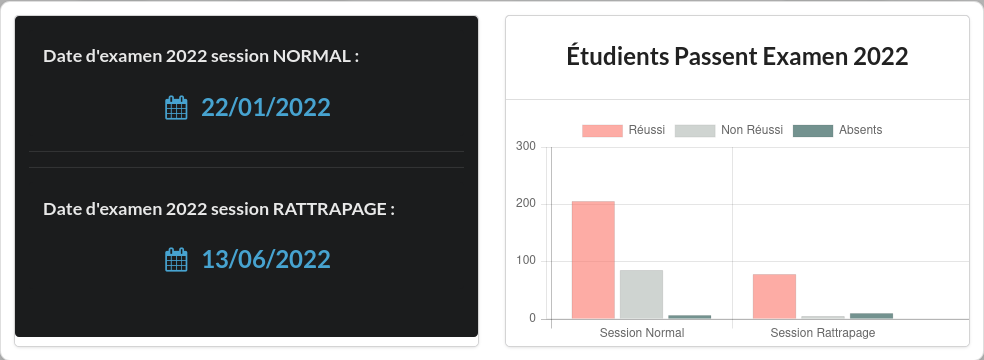 Date d'examen 2022 session NORMAL :
22/01/2022
Date d'examen 2022 session RATTRAPAGE :
13/06/2022
Étudients Passent Examen 2022
Réussi Non Réussi Absents
300
200
100
0
Session Normal Session Rattrapage